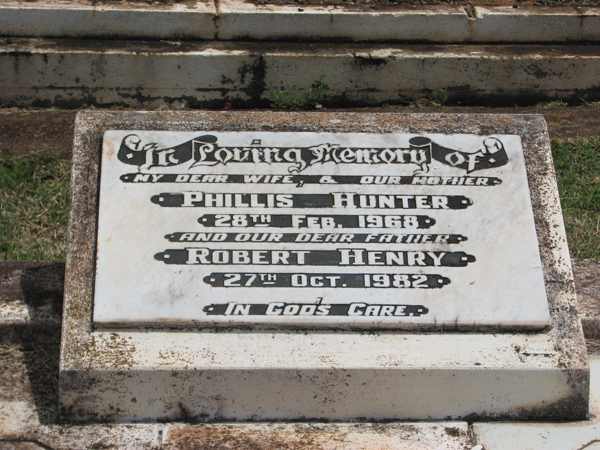 In Loving Memory of
MY DEAR WIFE, & OUR MOTHER
PHILLIS HUNTER
28TH FEB. 1968
AND OUR DEAR FATHER
ROBERT HENRY
27TH OCT. 1982
IN GOD'S CARE.